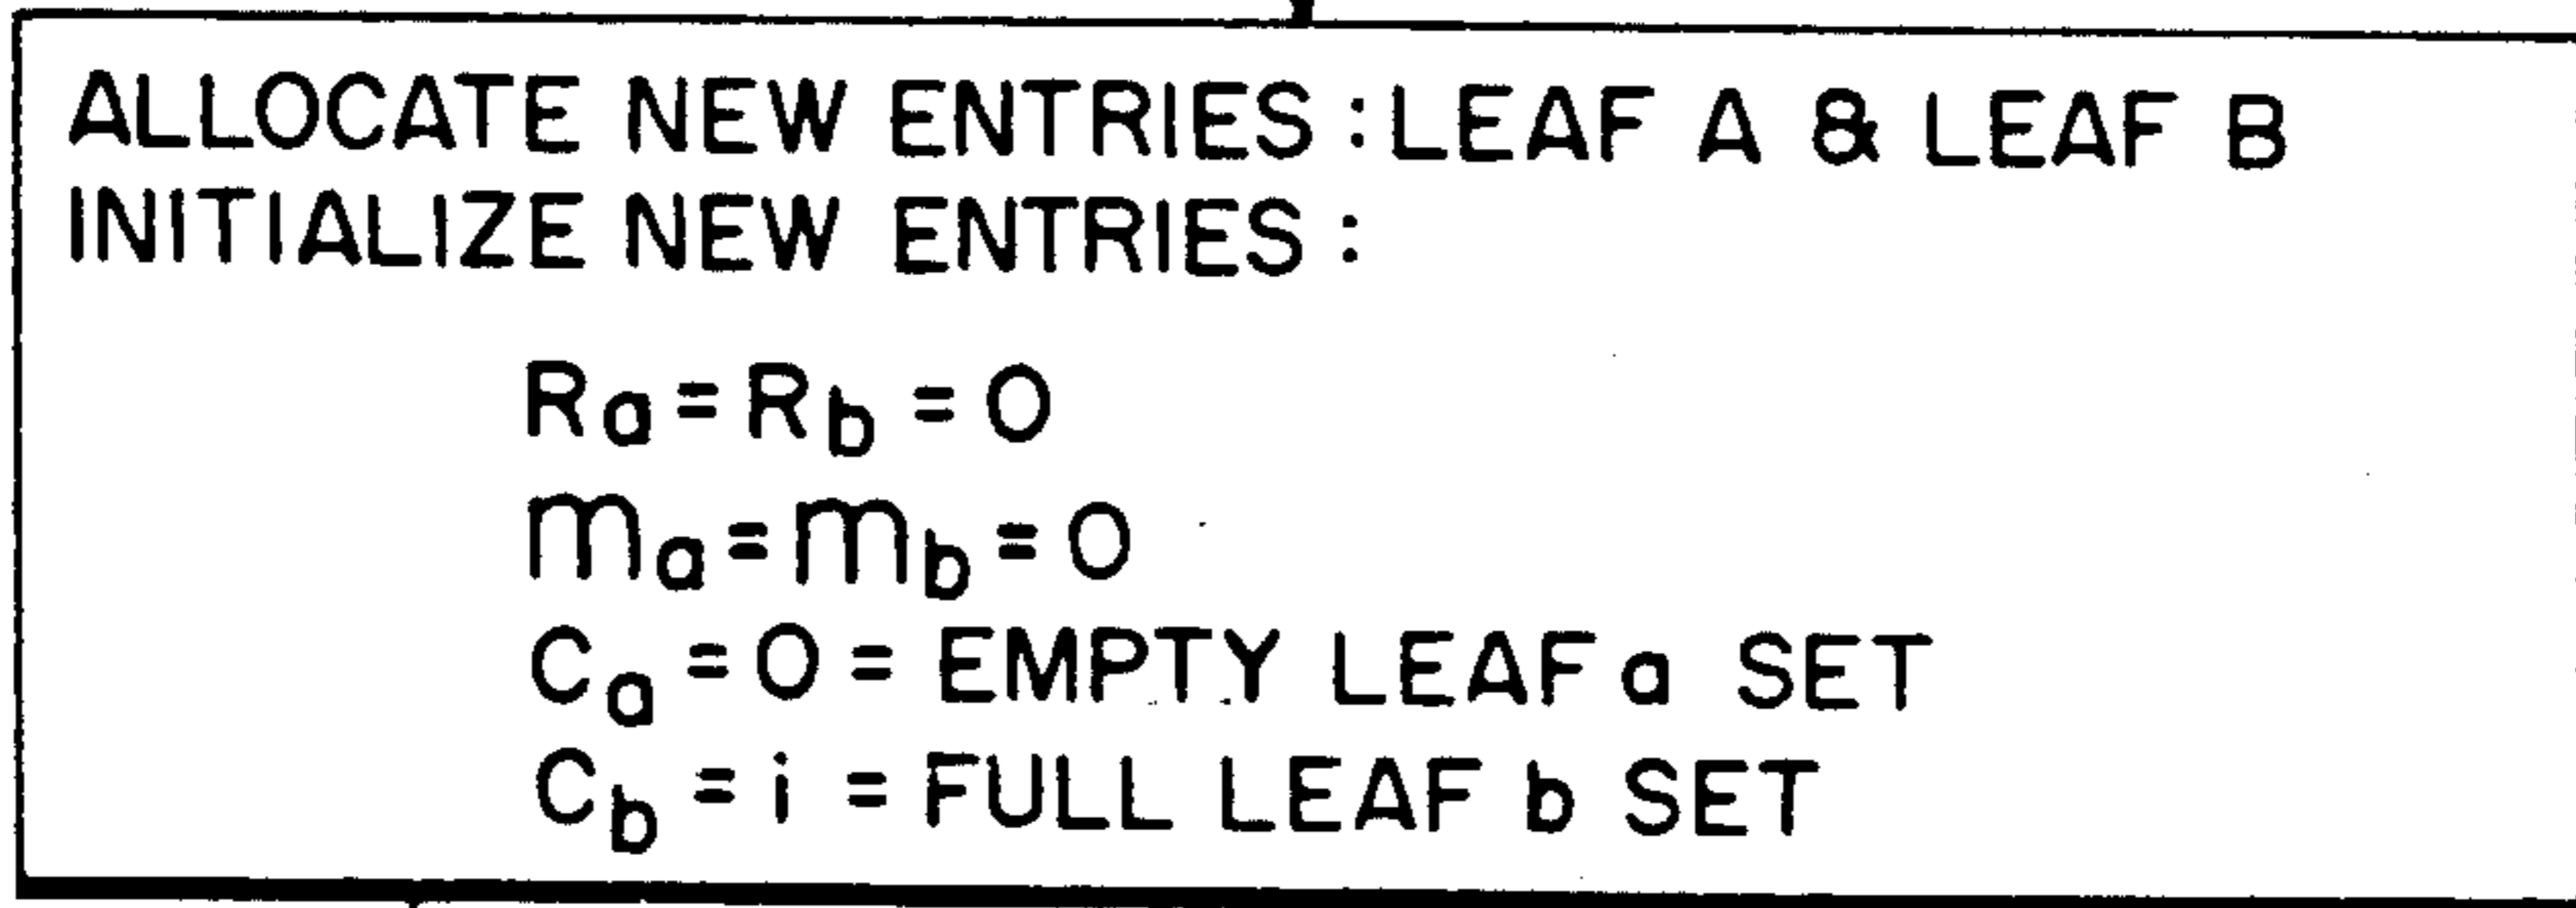 ALLOCATE NEW ENTRIES : LEAF A & LEAF B
INITIALIZE NEW ENTRIES :
Ra = Rb = 0
ma = mb = 0
Ca = 0 = EMPTY LEAF a SET
Cb = i = FULL LEAF b SET